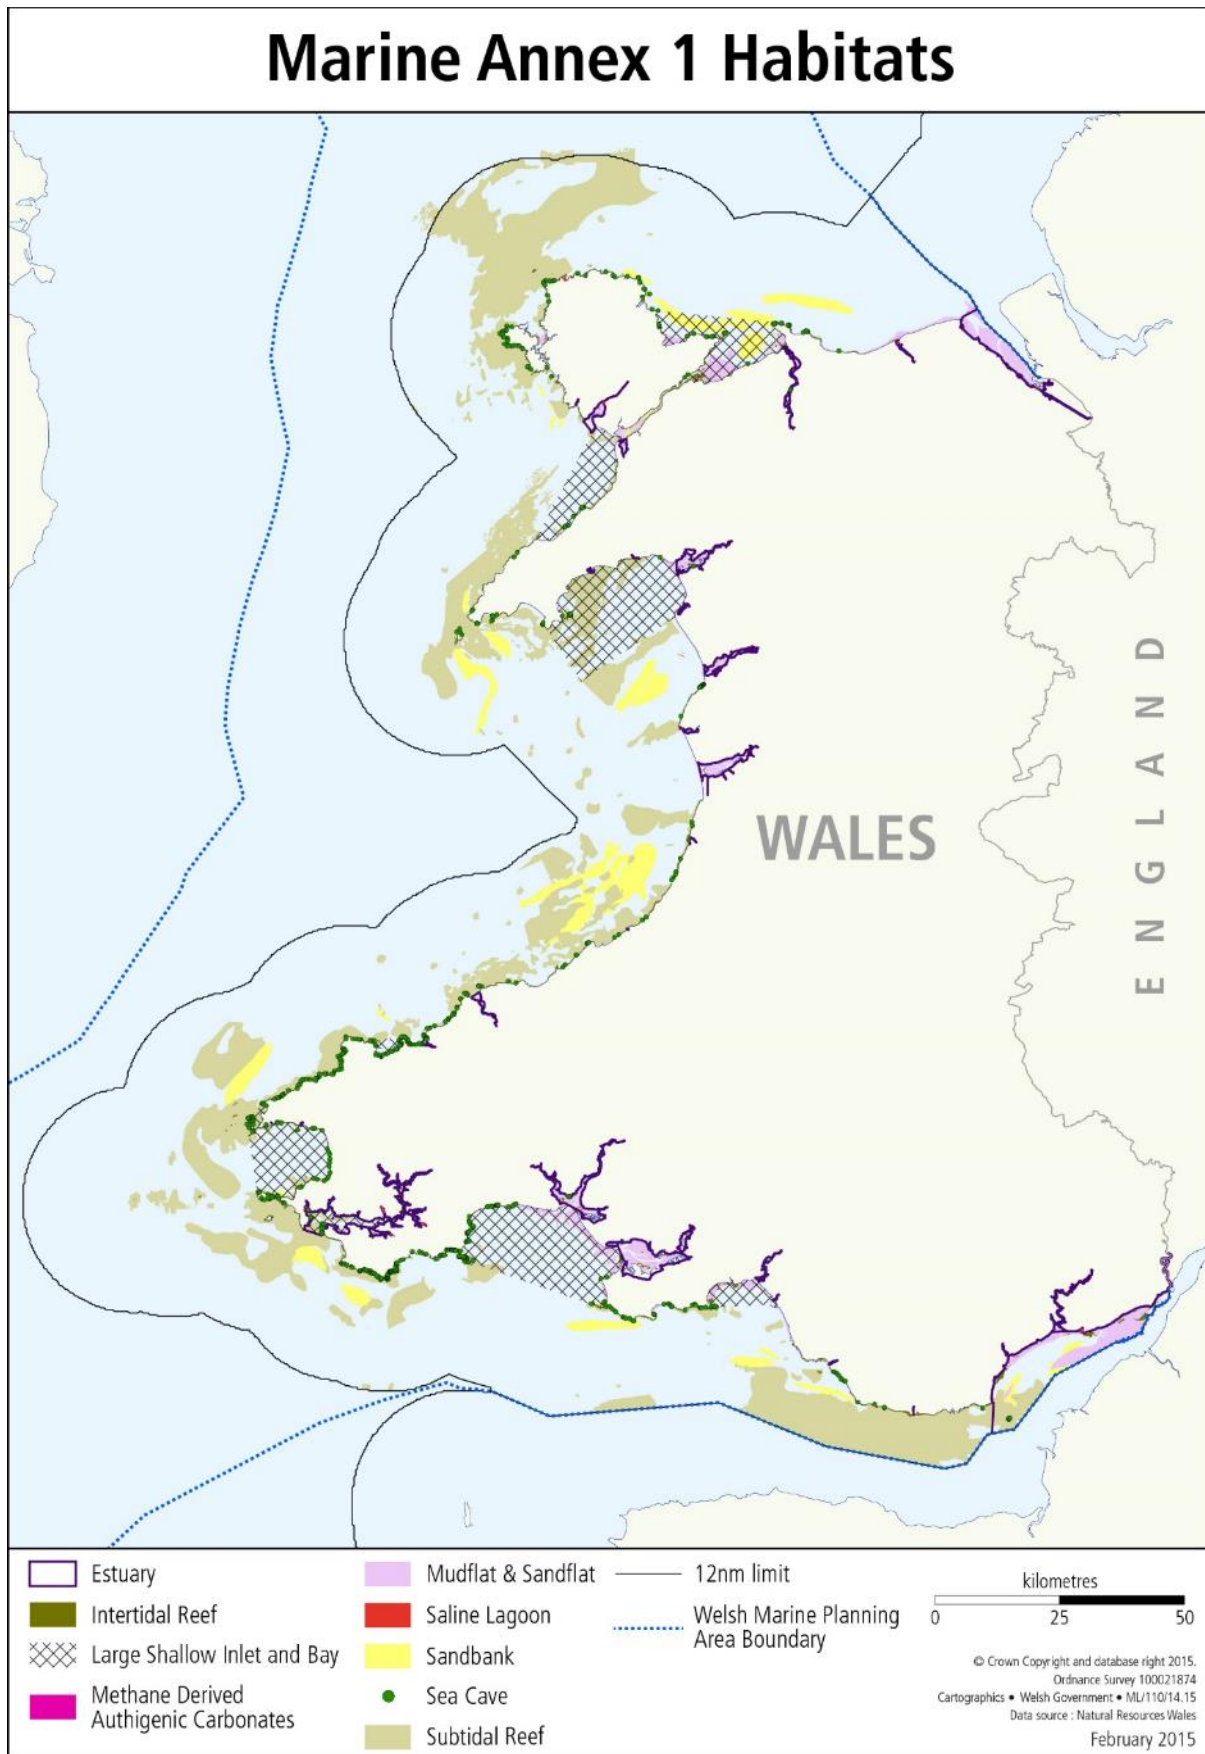 Marine Annex 1 Habitats
WALES
ENGLAND
Estuary
Intertidal Reef
Large Shallow Inlet and Bay
Methane Derived
Authigenic Carbonates
Mudflat & Sandflat
Saline Lagoon
Sandbank
Sea Cave
Subtidal Reef
12nm limit
Welsh Marine Planning
Area Boundary
kilometres
0 25 50
© Crown Copyright and database right 2015.
Ordnance Survey 100021874
Cartographics • Welsh Government • ML/110/14.15
Data source : Natural Resources Wales
February 2015